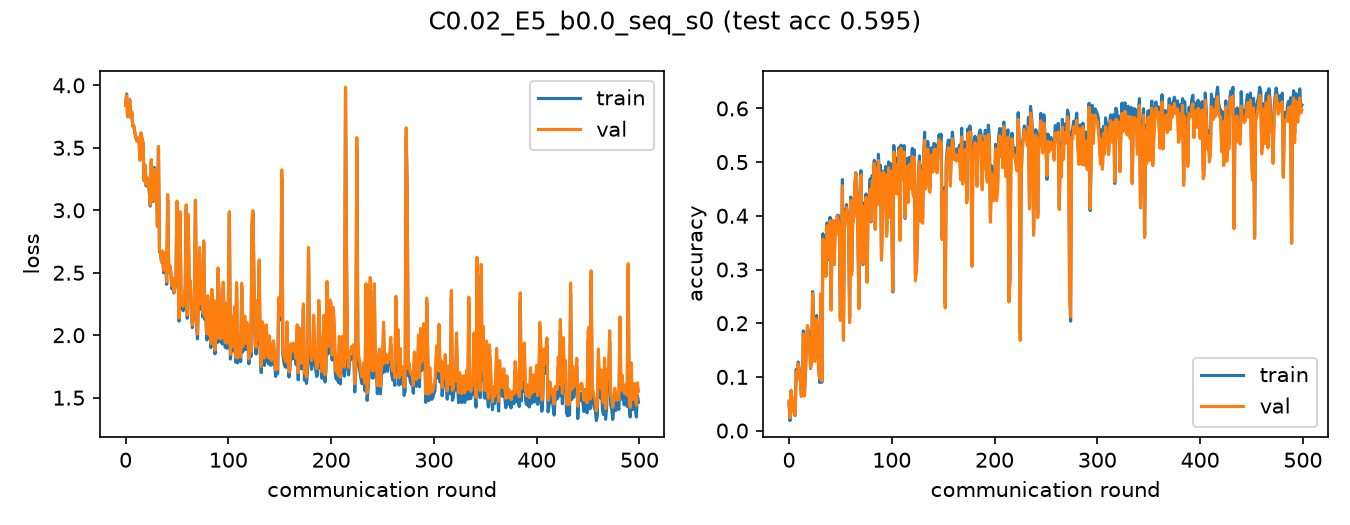 C0.02_E5_b0.0_seq_s0 (test acc 0.595)
4.0
3.5
3.0
2.5
2.0
1.5
loss
0
100
200
300
400
500
communication round
train
val
0.6
0.5
0.4
0.3
0.2
0.1
0.0
accuracy
0
100
200
300
400
500
communication round
train
val